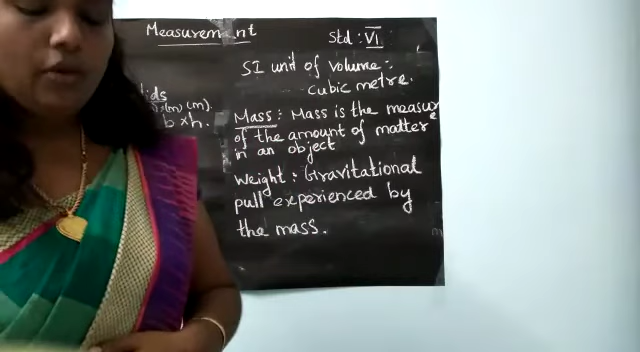 Measurement
Std : VI
SI unit of volume :
cubic metre.
(m) (m).
b x h.
Mass : Mass is the measure
of the amount of matter
in an object
Weight : Gravitational
pull experienced by
the mass.